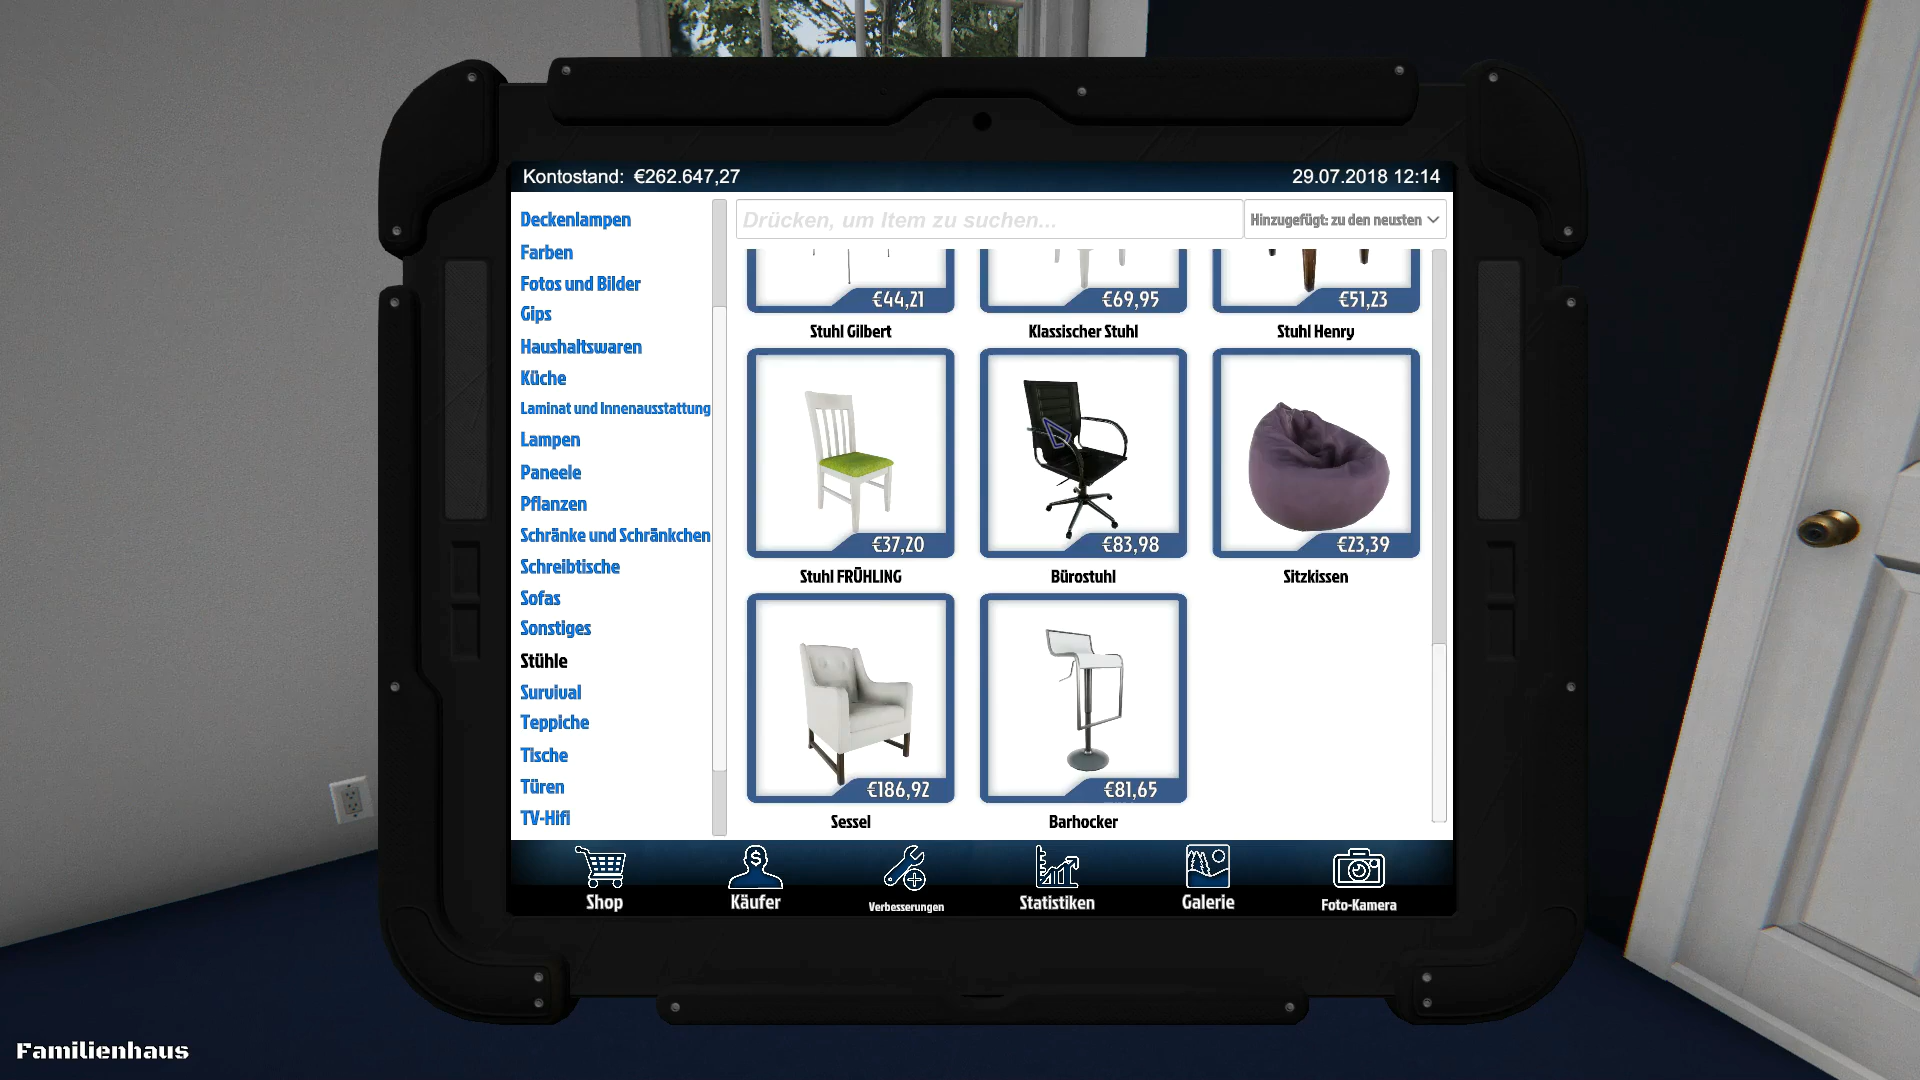 Kontostand: €262.647,27
29.07.2018 12:14
Deckenlampen
Farben
Fotos und Bilder
Gips
Haushaltswaren
Küche
Laminat und Innenausstattung
Lampen
Paneele
Pflanzen
Schränke und Schränkchen
Schreibtische
Sofas
Sonstiges
Stühle
Survival
Teppiche
Tische
Türen
TV-Hifi
Drücken, um Item zu suchen...
Hinzugefügt: zu den neusten
€44,21
€69,95
€51,23
Stuhl Gilbert
Klassischer Stuhl
Stuhl Henry
€37,20
€83,98
€23,39
Stuhl FRÜHLING
Bürostuhl
Sitzkissen
€186,92
€81,65
Sessel
Barhocker
Shop
Käufer
Verbesserungen
Statistiken
Galerie
Foto-Kamera
Familienhaus